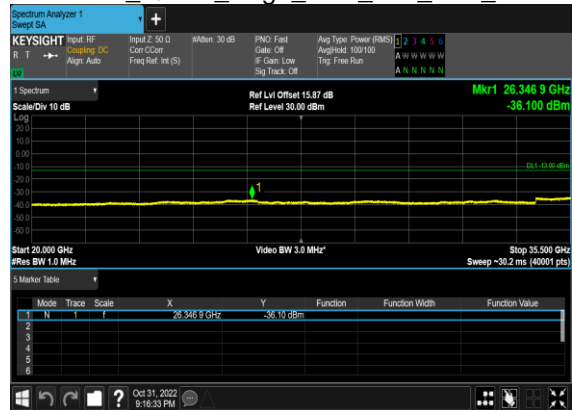 Spectrum Analyzer 1
Swept SA
+
KEYSIGHT Input: RF Input Z: 50 Ω #Atten: 30 dB PNO: Fast Avg Type: Power (RMS) 1 2 3 4 5 6
R T Coupling: DC Corr CCorr Gate: Off Avg|Hold: 100/100 A W W W W W
Align: Auto Freq Ref: Int (S) IF Gain: Low Trig: Free Run
Sig Track: Off A N N N N N
1 Spectrum Ref Lvl Offset 15.87 dB Mkr1 26.346 9 GHz
Scale/Div 10 dB Ref Level 30.00 dBm -36.100 dBm
Log
20.0
10.0
0.00
-10.0 DL1 -13.00 dBm
-20.0
-30.0 1
-40.0
-50.0
-60.0
Start 20.000 GHz Video BW 3.0 MHz* Stop 35.500 GHz
#Res BW 1.0 MHz Sweep ~30.2 ms (40001 pts)
5 Marker Table
Mode Trace Scale X Y Function Function Width Function Value
1 N 1 f 26.346 9 GHz -36.10 dBm
2
3
4
5
6
? Oct 31, 2022
9:16:33 PM